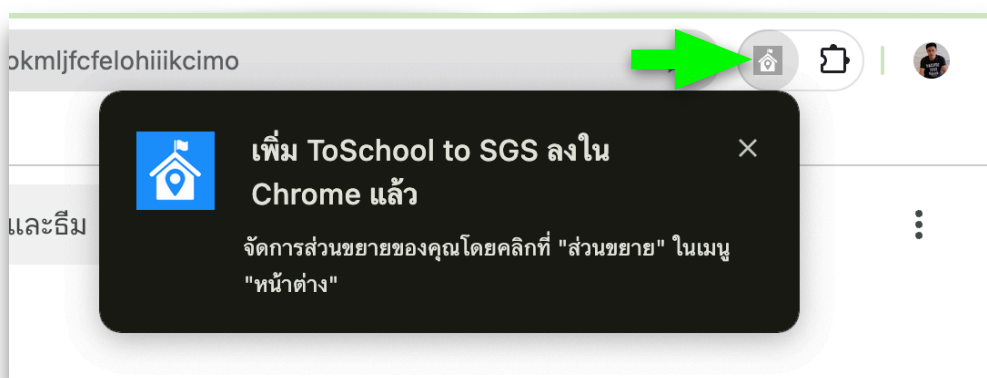 okmljfcfelohiiikcimo
เพิ่ม ToSchool to SGS ลงใน
Chrome แล้ว
และธีม
จัดการส่วนขยายของคุณโดยคลิกที่ "ส่วนขยาย" ในเมนู
"หน้าต่าง"